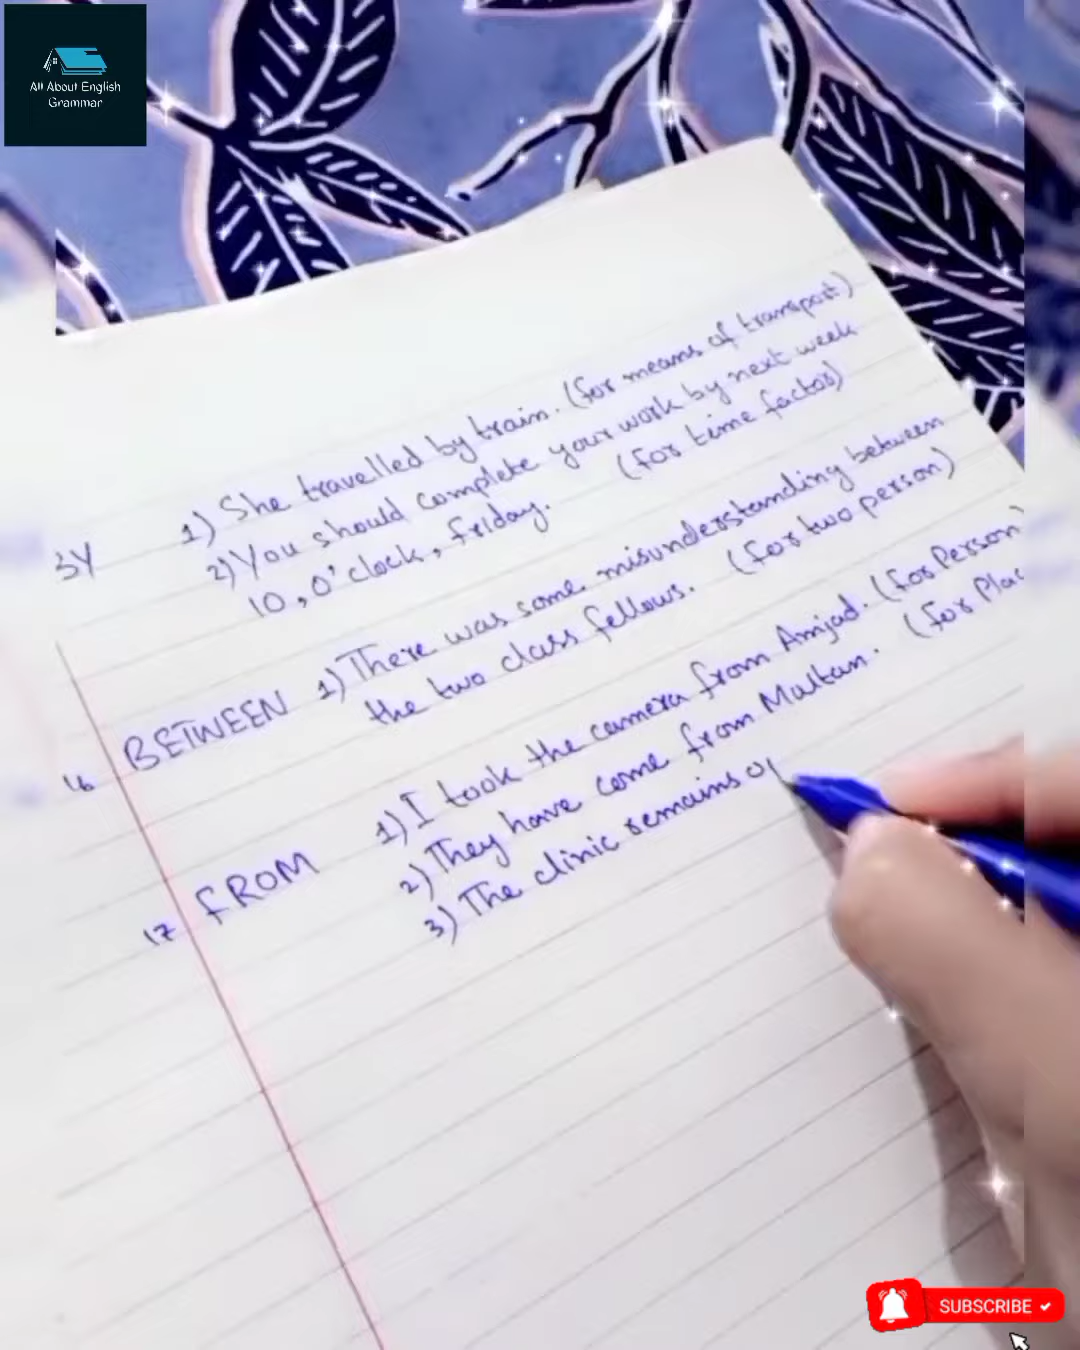 All About English
Grammar
BY 1) She travelled by train. (for means of transport)
2) You should complete your work by next week
10, O'clock, friday. (for time factor)
16 BETWEEN 1) There was some misunderstanding between
the two class fellows. (for two person)
17 FROM 1) I took the camera from Amjad. (for Person)
2) They have come from Multan. (for Plac
3) The clinic remains
SUBSCRIBE